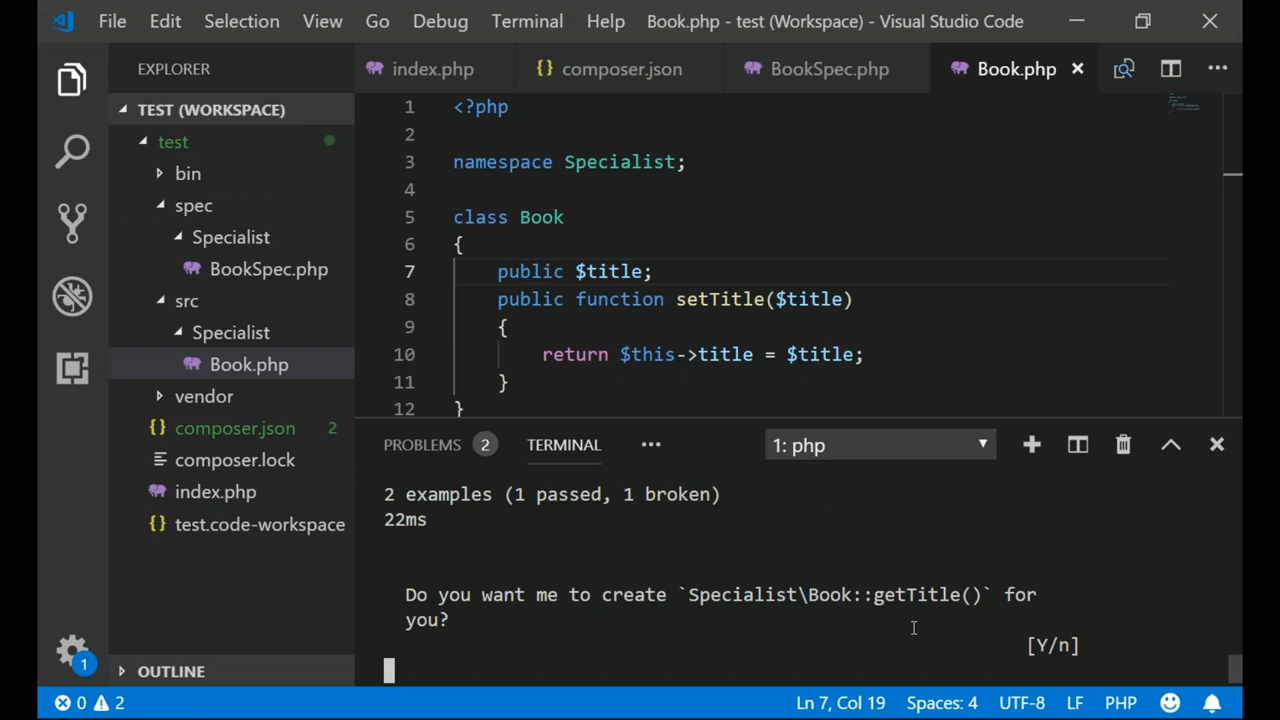 File Edit Selection View Go Debug Terminal Help Book.php - test (Workspace) - Visual Studio Code
EXPLORER
index.php
{} composer.json
BookSpec.php
Book.php
TEST (WORKSPACE)
test
bin
spec
Specialist
BookSpec.php
src
Specialist
Book.php
vendor
{} composer.json 2
composer.lock
index.php
{} test.code-workspace
OUTLINE
1
1 <?php
2
3 namespace Specialist;
4
5 class Book
6 {
7 public $title;
8 public function setTitle($title)
9 {
10 return $this->title = $title;
11 }
12 }
PROBLEMS 2 TERMINAL ••• 1: php
2 examples (1 passed, 1 broken)
22ms
Do you want me to create `Specialist\Book::getTitle()` for
you?
[Y/n]
0 2 Ln 7, Col 19 Spaces: 4 UTF-8 LF PHP